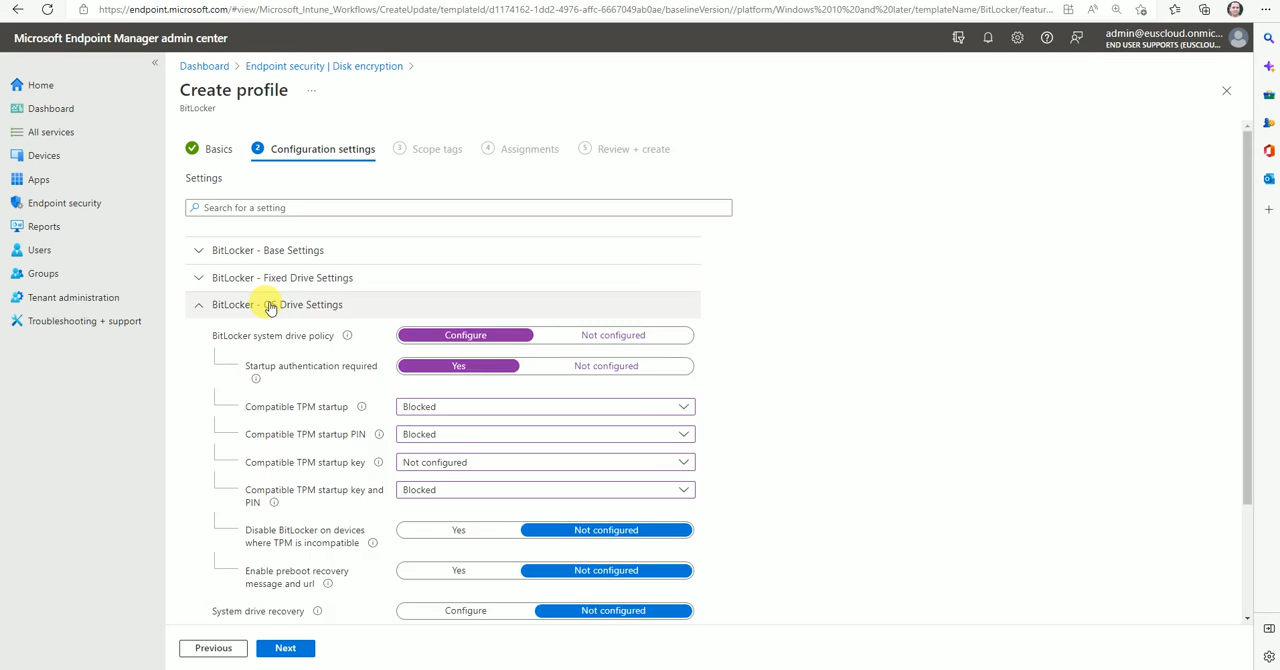 https://endpoint.microsoft.com/#view/Microsoft_Intune_Workflows/CreateUpdate/templateId/d1174162-1dd2-4976-affc-6667049ab0ae/baselineVersion//platform/Windows%2010%20and%20later/templateName/BitLocker/featur...
Microsoft Endpoint Manager admin center
admin@euscloud.onmic...
END USER SUPPORTS (EUSCLOU...
Home
Dashboard
All services
Devices
Apps
Endpoint security
Reports
Users
Groups
Tenant administration
Troubleshooting + support
Dashboard > Endpoint security | Disk encryption >
Create profile ...
BitLocker
Basics 2 Configuration settings 3 Scope tags 4 Assignments 5 Review + create
Settings
Search for a setting
BitLocker - Base Settings
BitLocker - Fixed Drive Settings
BitLocker - OS Drive Settings
BitLocker system drive policy Configure Not configured
Startup authentication required Yes Not configured
Compatible TPM startup Blocked
Compatible TPM startup PIN Blocked
Compatible TPM startup key Not configured
Compatible TPM startup key and PIN Blocked
Disable BitLocker on devices where TPM is incompatible Yes Not configured
Enable preboot recovery message and url Yes Not configured
System drive recovery Configure Not configured
Previous Next